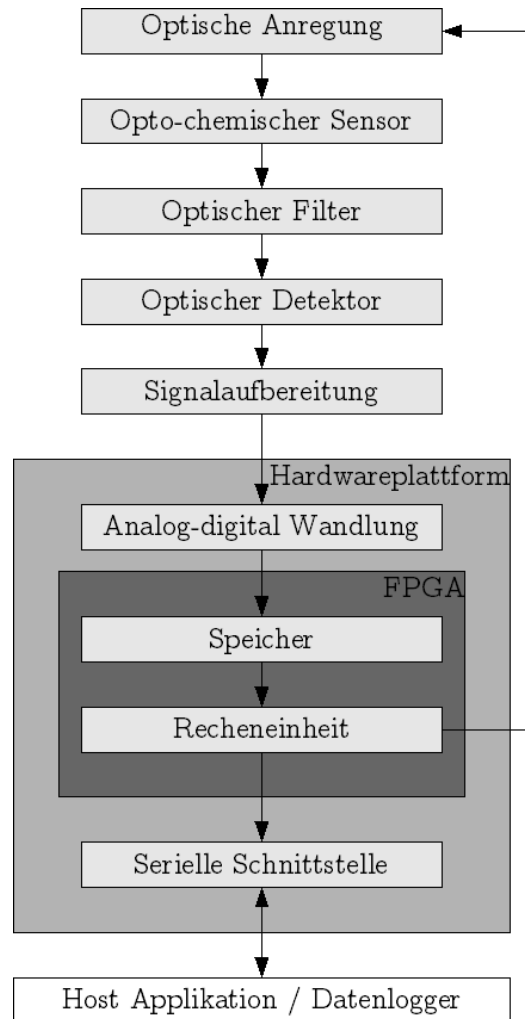 Optische Anregung
Opto-chemischer Sensor
Optischer Filter
Optischer Detektor
Signalaufbereitung
Hardwareplattform
Analog-digital Wandlung
FPGA
Speicher
Recheneinheit
Serielle Schnittstelle
Host Applikation / Datenlogger